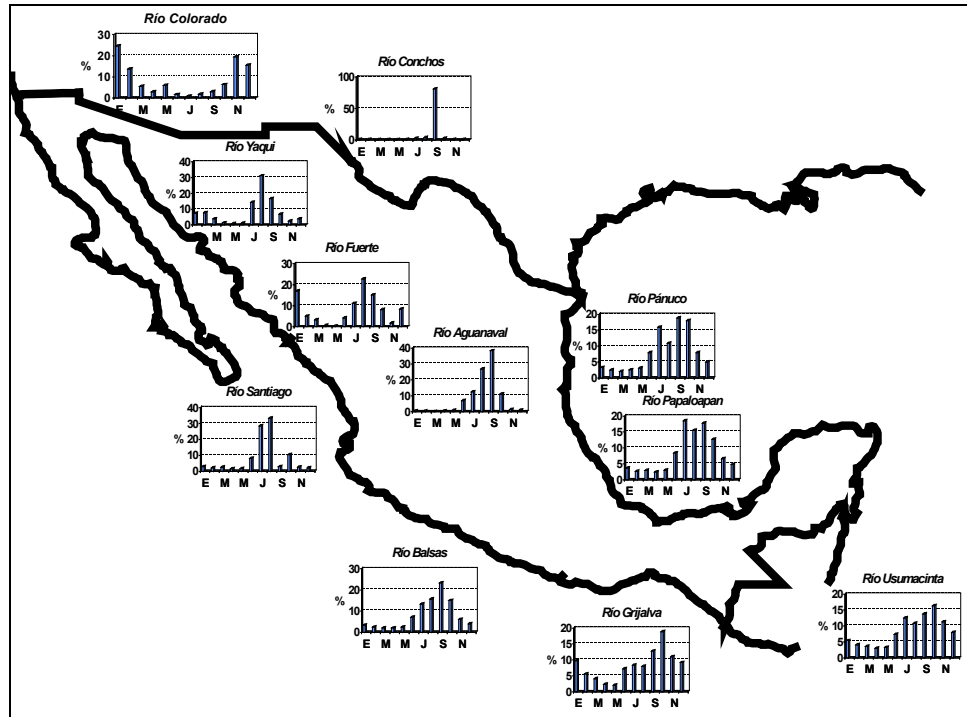 Río Colorado
30
20
%
10
0
E M M J S N
Río Conchos
100
%
50
0
E M M J S N
Río Yaqui
40
30
%
20
10
0
M M J S N
Río Fuerte
30
20
%
10
0
E M M J S N
Río Aguanaval
40
30
%
20
10
0
E M M J S N
Río Pánuco
20
15
%
10
5
0
E M M J S N
Río Santiago
40
30
%
20
10
0
E M M J S N
Río Papaloapan
20
15
%
10
5
0
E M M J S N
Río Balsas
30
20
%
10
0
E M M J S N
Río Usumacinta
20
15
%
10
5
0
E M M J S N
Río Grijalva
20
15
%
10
5
0
E M M J S N